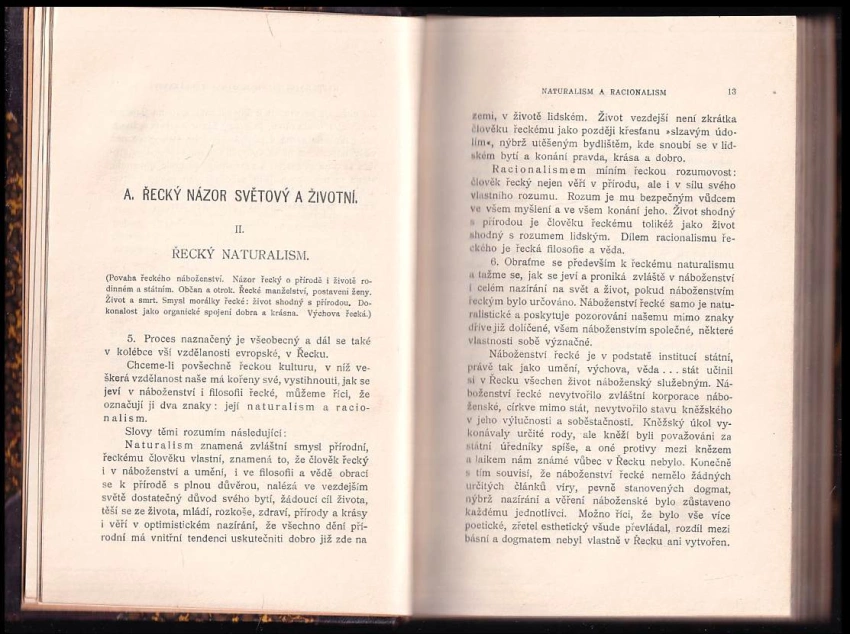 A. ŘECKÝ NÁZOR SVĚTOVÝ A ŽIVOTNÍ.
II.
ŘECKÝ NATURALISM.
(Povaha řeckého náboženství. Názor řecký o přírodě i životě ro-
dinném a státním. Občan a otrok. Řecké manželství, postavení ženy.
Život a smrt. Smysl morálky řecké: život shodný s přírodou. Do-
konalost jako organické spojení dobra a krásna. Výchova řecká.)
5. Proces naznačený je všeobecný a dál se také
v kolébce vší vzdělanosti evropské, v Řecku.
Chceme-li povšechně řeckou kulturu, v níž ve-
škerá vzdělanost naše má kořeny své, vystihnouti, jak se
jeví v náboženství i filosofii řecké, můžeme říci, že
označují ji dva znaky: její naturalism a racio-
nalism.
Slovy těmi rozumím následující:
Naturalism znamená zvláštní smysl přírodní,
řeckému člověku vlastní, znamená to, že člověk řecký
i v náboženství a umění, i ve filosofii a vědě obrací
se k přírodě s plnou důvěrou, nalézá ve vezdejším
světě dostatečný důvod svého bytí, žádoucí cíl života,
těší se ze života, mládí, rozkoše, zdraví, přírody a krásy
i věří v optimistickém nazírání, že všechno dění pří-
rodní má vnitřní tendenci uskutečniti dobro již zde na
NATURALISM A RACIONALISM 13
zemi, v životě lidském. Život vezdejší není zkrátka
člověku řeckému jako později křesťanu »slzavým údo-
lím«, nýbrž utěšeným bydlištěm, kde snoubí se v lid-
ském bytí a konání pravda, krása a dobro.
Racionalismem míním řeckou rozumovost:
člověk řecký nejen věří v přírodu, ale i v sílu svého
vlastního rozumu. Rozum je mu bezpečným vůdcem
ve všem myšlení a ve všem konání jeho. Život shodný
s přírodou je člověku řeckému tolikéž jako život
shodný s rozumem lidským. Dílem racionalismu ře-
ckého je řecká filosofie a věda.
6. Obraťme se především k řeckému naturalismu
a tažme se, jak se jeví a proniká zvláště v náboženství
i celém nazírání na svět a život, pokud náboženstvím
řeckým bylo určováno. Náboženství řecké samo je natu-
ralistické a poskytuje pozorování našemu mimo znaky
dříve již dolíčené, všem náboženstvím společné, některé
vlastnosti sobě význačné.
Náboženství řecké je v podstatě institucí státní,
právě tak jako umění, výchova, věda . . . stát učinil
si v Řecku všechen život náboženský služebným. Ná-
boženství řecké nevytvořilo zvláštní korporace nábo-
ženské, církve mimo stát, nevytvořilo stavu kněžského
v jeho výlučnosti a soběstačnosti. Kněžský úkol vy-
konávaly určité rody, ale kněží byli považováni za
státní úředníky spíše, a oné protivy mezi knězem
a laikem nám známé vůbec v Řecku nebylo. Konečně
s tím souvisí, že náboženství řecké nemělo žádných
určitých článků víry, pevně stanovených dogmat,
nýbrž nazírání a věření náboženské bylo zůstaveno
každému jednotlivci. Možno říci, že bylo vše více
poetické, zřetel esthetický všude převládal, rozdíl mezi
básní a dogmatem nebyl vlastně v Řecku ani vytvořen.